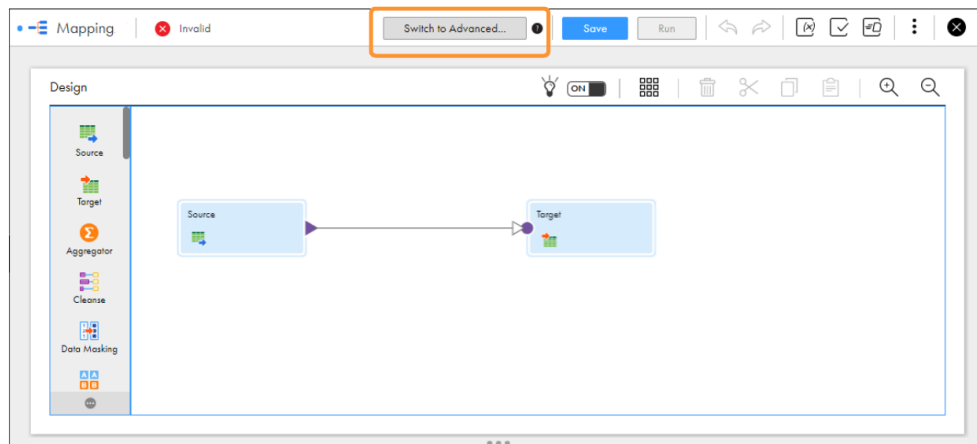 Mapping
Invalid
Switch to Advanced...
?
Save
Run
Design
ON
Source
Target
Aggregator
Cleanse
Data Masking
Source
Target